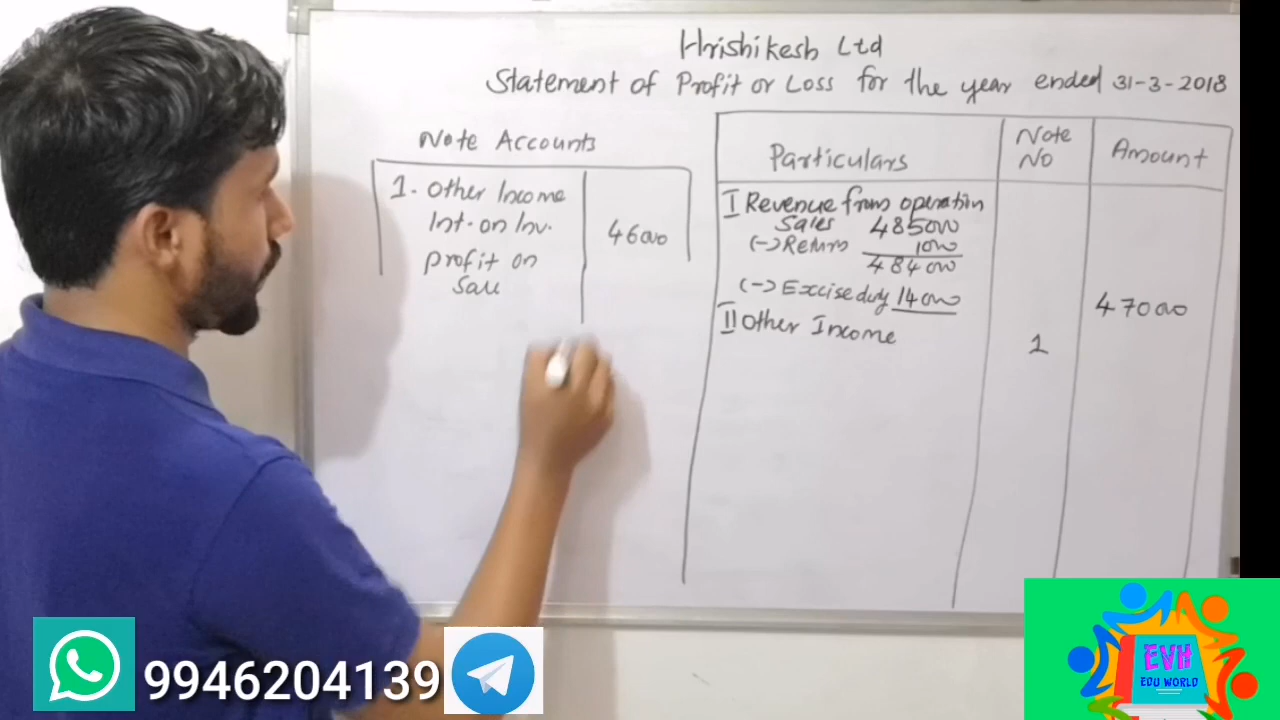 Hrishikesh Ltd
Statement of Profit or Loss for the year ended 31-3-2018
Note Accounts
1. Other Income
Int. on Inv. 46000
profit on
Sale
Particulars Note No Amount
I Revenue from operation
Sales 485000
(-) Return 1000
484000
(-) Excise duty 14000 470000
II Other Income 1
9946204139
EVH
EDU WORLD